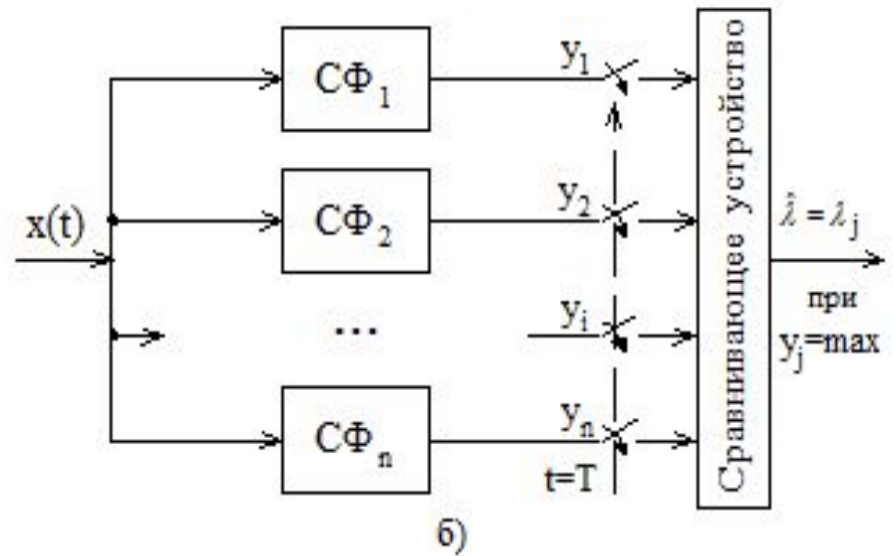 СФ₁
y₁
СФ₂
y₂
x(t)
...
yᵢ
СФₙ
yₙ
t=T
Сравнивающее устройство
λ̂ = λⱼ
при
yⱼ=max
б)